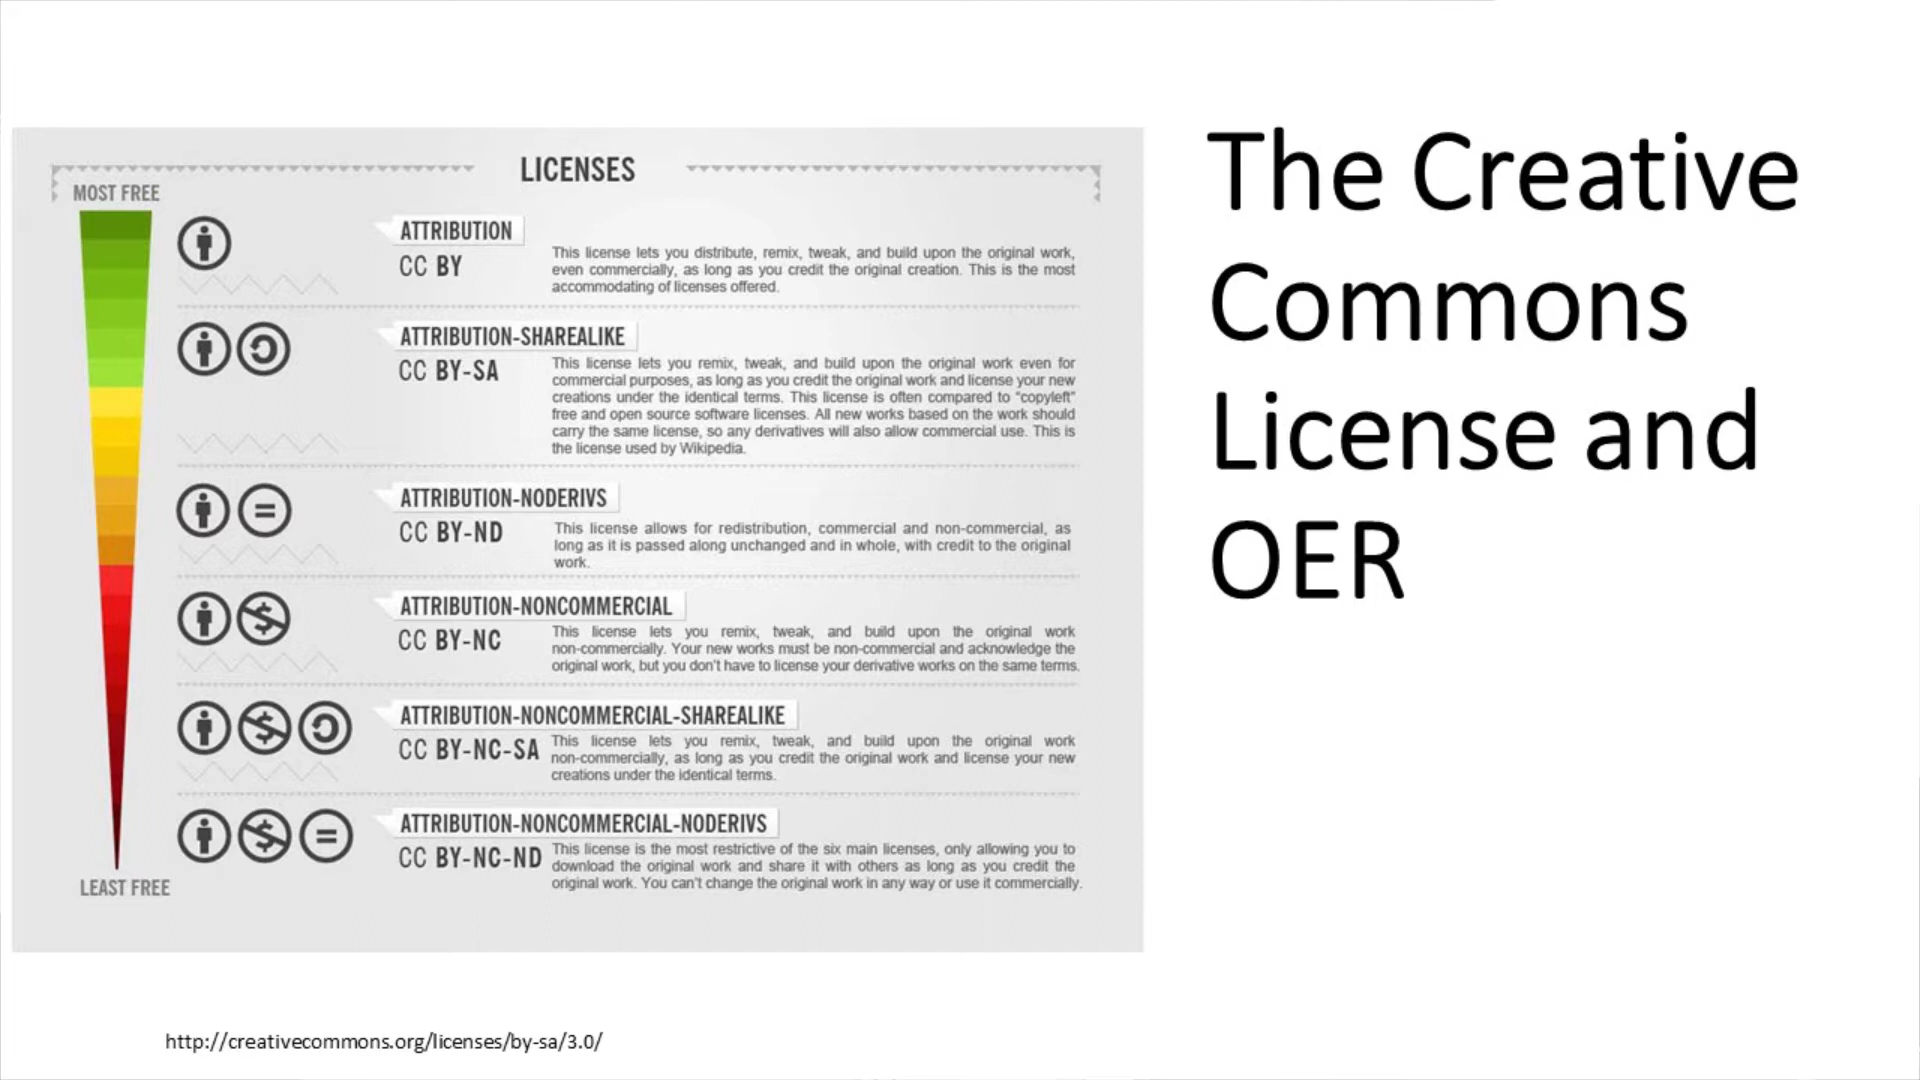 LICENSES
MOST FREE
ATTRIBUTION
CC BY
This license lets you distribute, remix, tweak, and build upon the original work,
even commercially, as long as you credit the original creation. This is the most
accommodating of licenses offered.
ATTRIBUTION-SHAREALIKE
CC BY-SA
This license lets you remix, tweak, and build upon the original work even for
commercial purposes, as long as you credit the original work and license your new
creations under the identical terms. This license is often compared to “copyleft”
free and open source software licenses. All new works based on the work should
carry the same license, so any derivatives will also allow commercial use. This is
the license used by Wikipedia.
ATTRIBUTION-NODERIVS
CC BY-ND
This license allows for redistribution, commercial and non-commercial, as
long as it is passed along unchanged and in whole, with credit to the original
work.
ATTRIBUTION-NONCOMMERCIAL
CC BY-NC
This license lets you remix, tweak, and build upon the original work
non-commercially. Your new works must be non-commercial and acknowledge the
original work, but you don't have to license your derivative works on the same terms.
ATTRIBUTION-NONCOMMERCIAL-SHAREALIKE
CC BY-NC-SA
This license lets you remix, tweak, and build upon the original work
non-commercially, as long as you credit the original work and license your new
creations under the identical terms.
ATTRIBUTION-NONCOMMERCIAL-NODERIVS
CC BY-NC-ND
This license is the most restrictive of the six main licenses, only allowing you to
download the original work and share it with others as long as you credit the
original work. You can't change the original work in any way or use it commercially.
LEAST FREE
The Creative
Commons
License and
OER
http://creativecommons.org/licenses/by-sa/3.0/